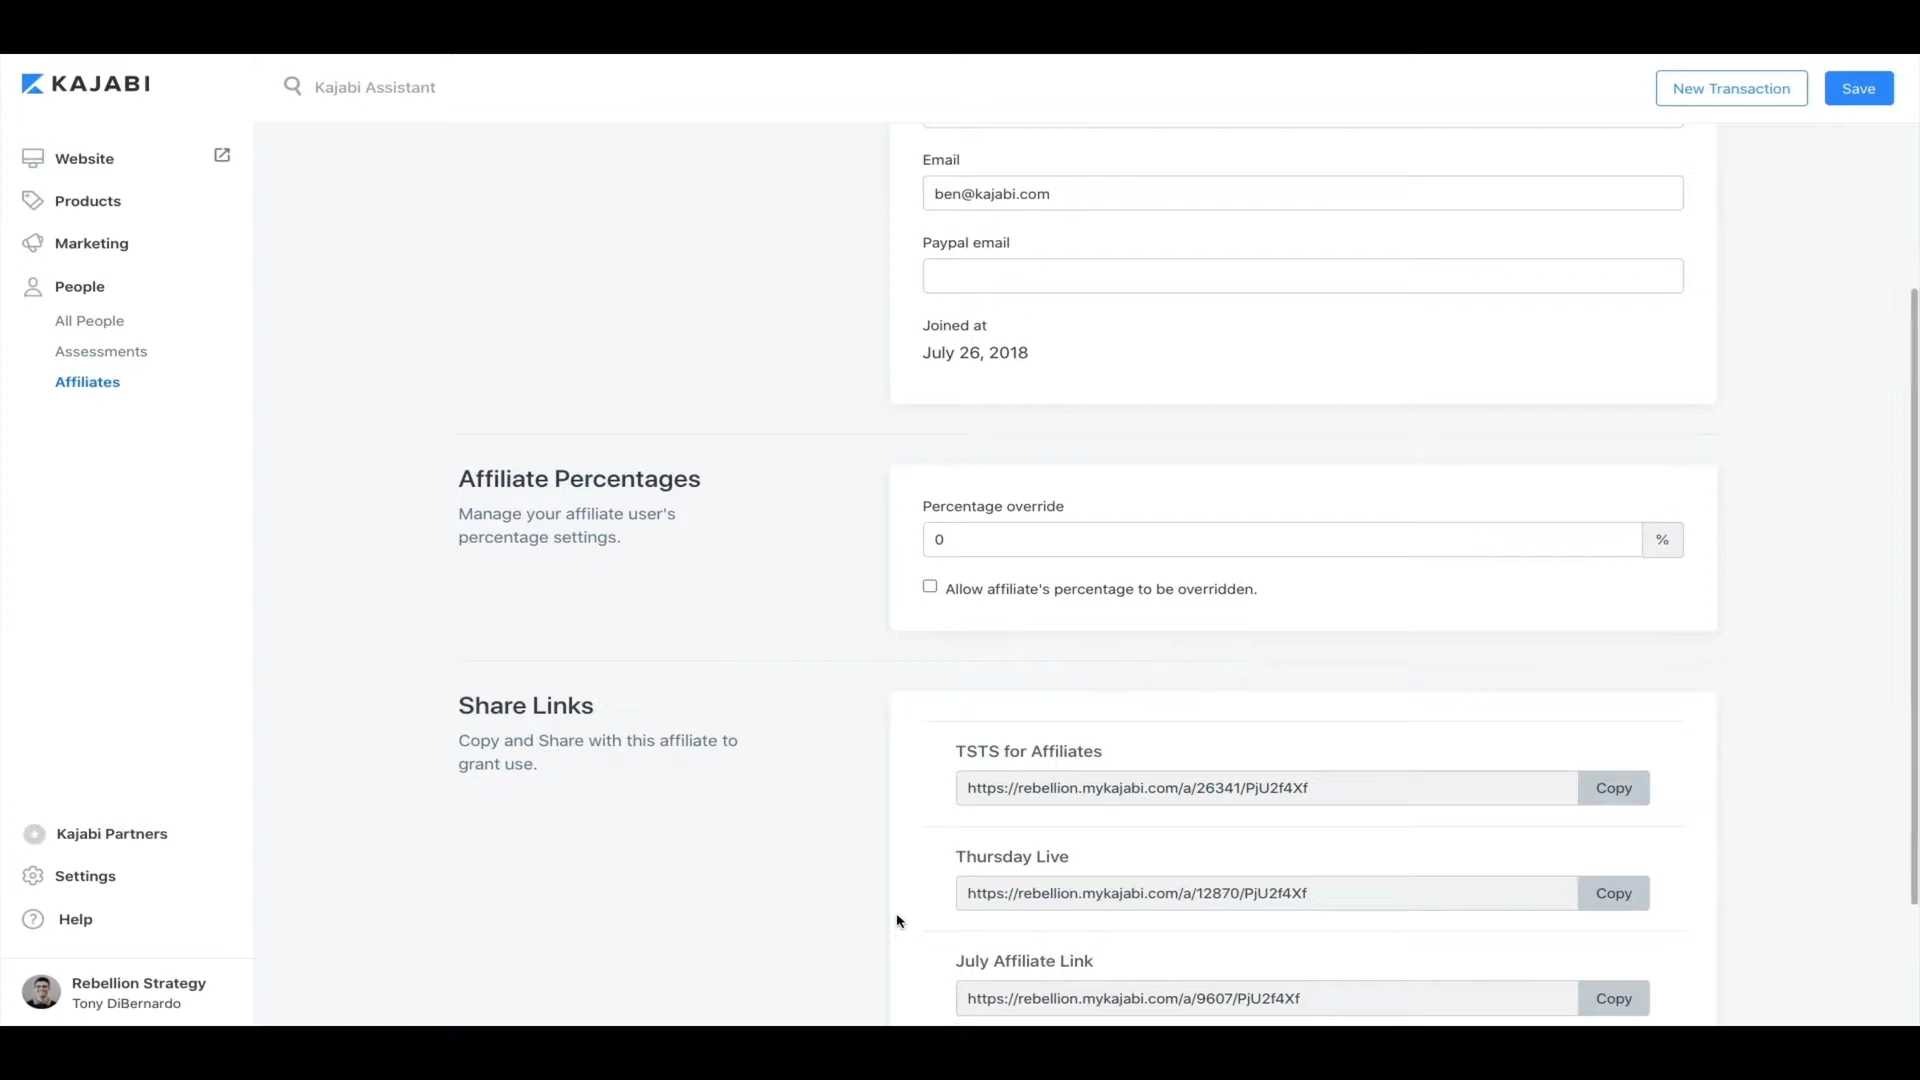 KAJABI
Kajabi Assistant
New Transaction
Save
Website
Products
Marketing
People
All People
Assessments
Affiliates
Kajabi Partners
Settings
Help
Rebellion Strategy
Tony DiBernardo
Email
ben@kajabi.com
Paypal email
Joined at
July 26, 2018
Affiliate Percentages
Manage your affiliate user's
percentage settings.
Percentage override
0
%
Allow affiliate's percentage to be overridden.
Share Links
Copy and Share with this affiliate to
grant use.
TSTS for Affiliates
https://rebellion.mykajabi.com/a/26341/PjU2f4Xf
Copy
Thursday Live
https://rebellion.mykajabi.com/a/12870/PjU2f4Xf
Copy
July Affiliate Link
https://rebellion.mykajabi.com/a/9607/PjU2f4Xf
Copy